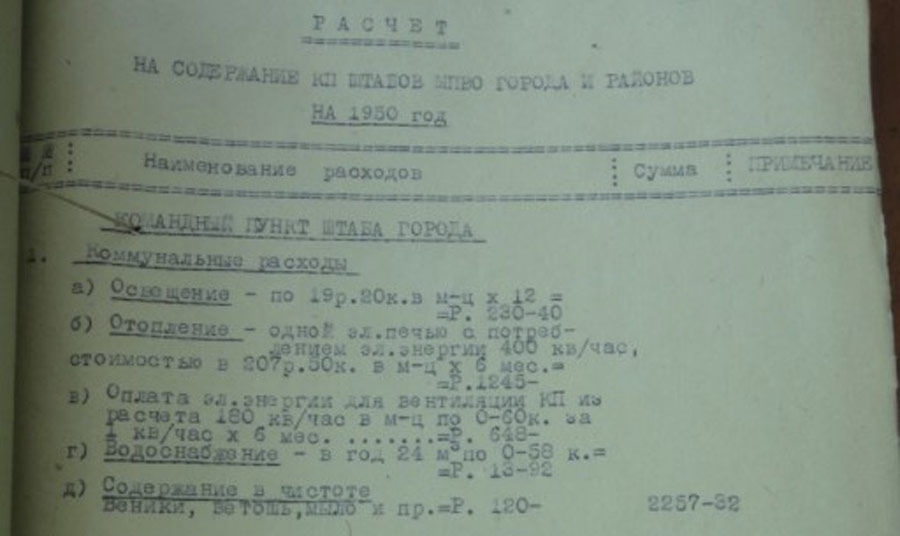 РАСЧЕТ
НА СОДЕРЖАНИЕ КП ШТАБОВ МПВО ГОРОДА И РАЙОНОВ
НА 1950 год
№ № п/п : Наименование расходов : Сумма : ПРИМЕЧАНИЕ
КОМАНДНЫЙ ПУНКТ ШТАБА ГОРОДА
1. Коммунальные расходы
а) Освещение - по 19р.20к.в м-ц х 12 =
=Р. 230-40
б) Отопление - одной эл.печью с потреб-
лением эл.энергии 400 кв/час,
стоимостью в 207р.50к. в м-ц х 6 мес.=
=Р.1245-
в) Оплата эл.энергии для вентиляции КП из
расчета 180 кв/час в м-ц по 0-60к. за
1 кв/час х 6 мес. .......=Р. 648-
г) Водоснабжение - в год 24 м³ по 0-58 к.=
=Р. 13-92
д) Содержание в чистоте
веники, ветошь,мыло и пр.=Р. 120- 2257-32